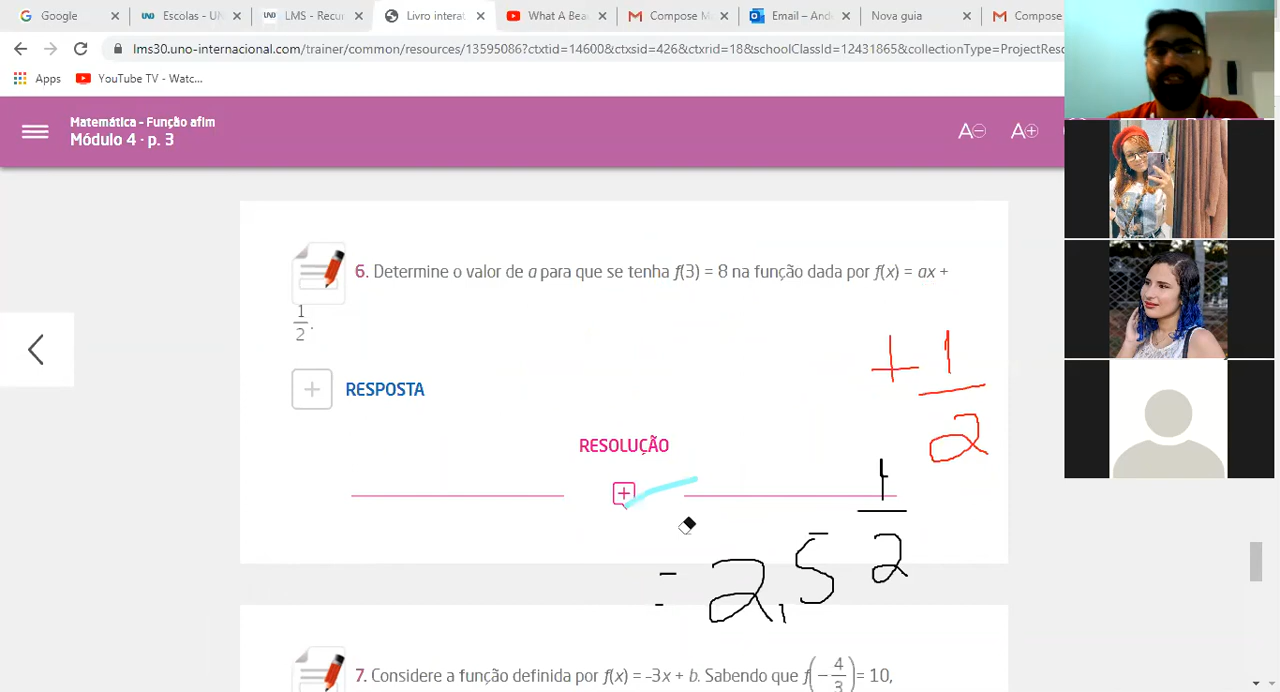 Google
Escolas - UN
LMS - Recur
Livro intera
What A Bea
Compose M
Email – And
Nova guia
Compose
lms30.uno-internacional.com/trainer/common/resources/13595086?ctxtid=14600&ctxsid=426&ctxrid=18&schoolClassId=12431865&collectionType=ProjectReso
Apps YouTube TV - Watc...
Matemática - Função afim
Módulo 4 · p. 3
A− A+
6. Determine o valor de a para que se tenha f(3) = 8 na função dada por f(x) = ax +
1/2.
+ 1/2
+ RESPOSTA
RESOLUÇÃO
+
1/2
= 2,5
7. Considere a função definida por f(x) = –3x + b. Sabendo que f(−4/3) = 10,